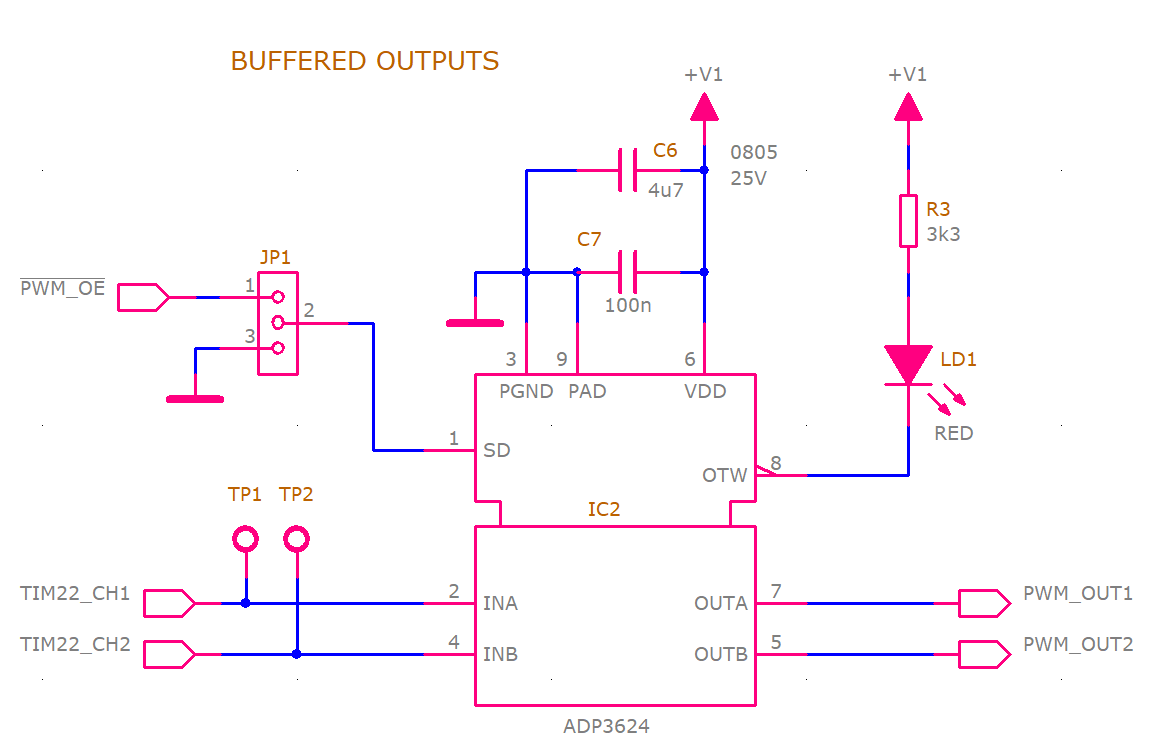 BUFFERED OUTPUTS
+V1
+V1
C6
0805
4u7
25V
R3
3k3
C7
100n
JP1
PWM_OE
1
2
3
3
9
6
PGND
PAD
VDD
LD1
RED
1
SD
OTW
8
TP1
TP2
IC2
TIM22_CH1
2
INA
OUTA
7
PWM_OUT1
TIM22_CH2
4
INB
OUTB
5
PWM_OUT2
ADP3624